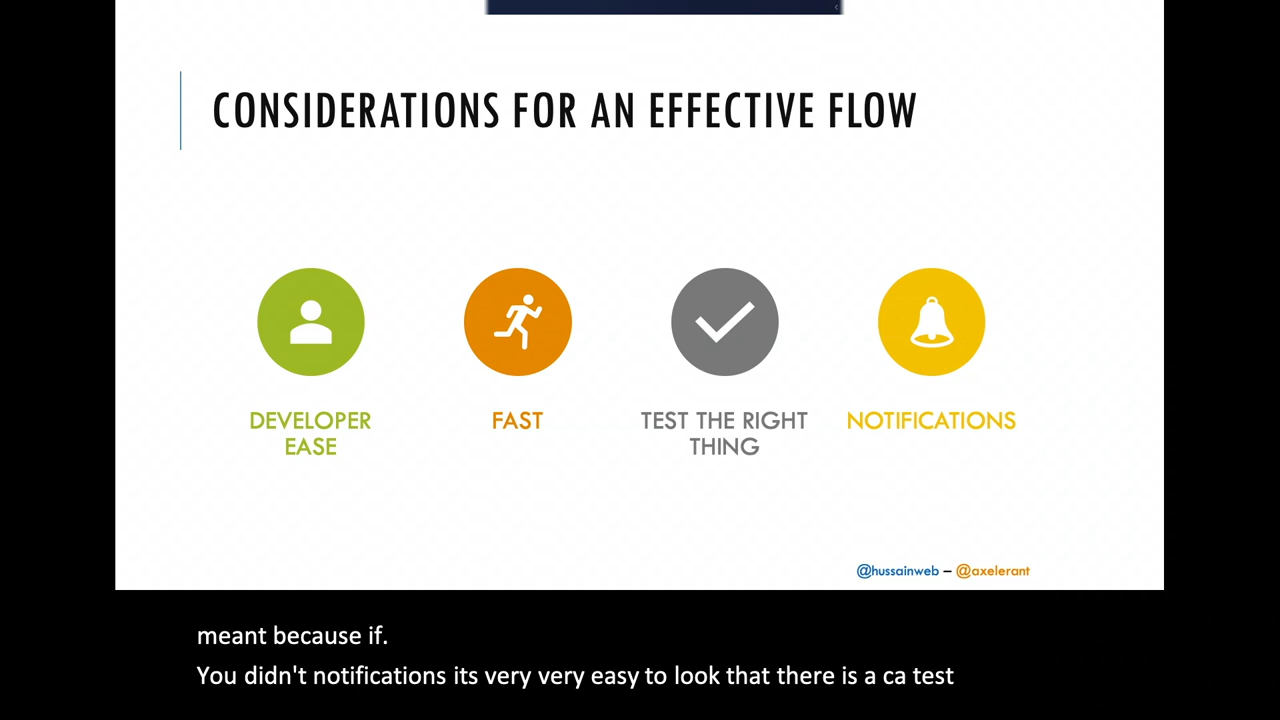 CONSIDERATIONS FOR AN EFFECTIVE FLOW
DEVELOPER
EASE
FAST
TEST THE RIGHT
THING
NOTIFICATIONS
@hussainweb – @axelerant
meant because if.
You didn't notifications its very very easy to look that there is a ca test